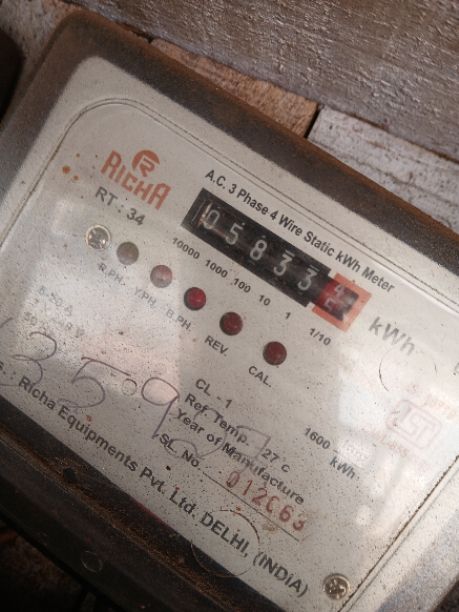 RICHA
RT : 34
A.C. 3 Phase 4 Wire Static kWh Meter
05833
kWh
10000 1000 100 10 1 1/10
R.PH. Y.PH. B.PH. REV. CAL.
CL - 1
Ref Temp. 27 c
1600
kWh
Year of Manufacture
SL No. 012663
Richa Equipments Pvt. Ltd. DELHI, (INDiA)